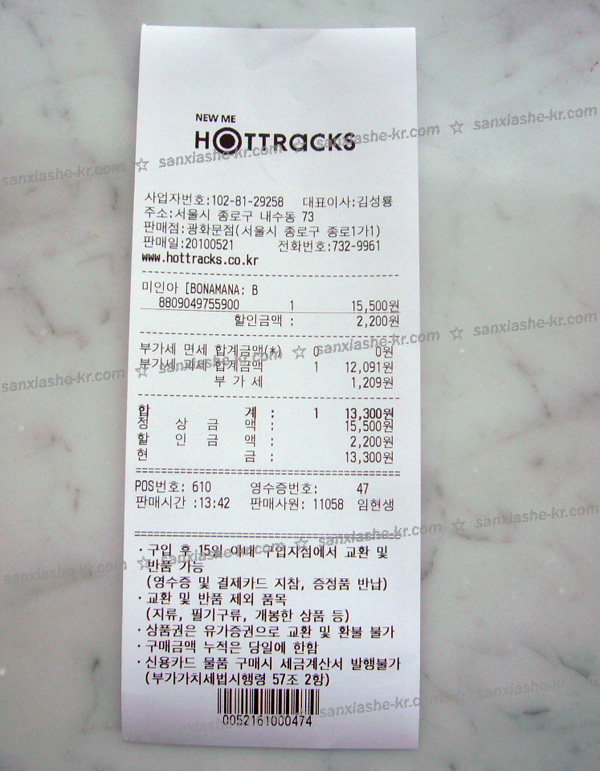 NEW ME
HOTTRACKS
사업자번호:102-81-29258 대표이사:김성룡
주소:서울시 종로구 내수동 73
판매점:광화문점(서울시 종로구 종로1가1)
판매일:20100521 전화번호:732-9961
www.hottracks.co.kr
미인아 [BONAMANA: B
8809049755900 1 15,500원
할인금액 : 2,200원
부가세 면세 합계금액(*) 0 0원
부가세 과세 합계금액 1 12,091원
부 가 세 1,209원
합 계 : 1 13,300원
정 상 금 액 : 15,500원
할 인 금 액 : 2,200원
현 금 : 13,300원
POS번호: 610 영수증번호: 47
판매시간 :13:42 판매사원: 11058 임현생
·구입 후 15일 이내 구입지점에서 교환 및
반품 가능
(영수증 및 결제카드 지참, 증정품 반납)
·교환 및 반품 제외 품목
(지류, 필기구류, 개봉한 상품 등)
·상품권은 유가증권으로 교환 및 환불 불가
·구매금액 누적은 당일에 한함
·신용카드 물품 구매시 세금계산서 발행불가
(부가가치세법시행령 57조 2항)
0052161000474
sanxiashe-kr.com ☆ sanxiashe-kr.com ☆ sanxiashe-kr.com ☆ sanxiashe-kr.com
sanxiashe-kr.com ☆ sanxiashe-kr.com ☆ sanxiashe-kr.com ☆ sanxiashe-kr.com
sanxiashe-kr.com ☆ sanxiashe-kr.com ☆ sanxiashe-kr.com ☆ sanxiashe-kr.com
sanxiashe-kr.com